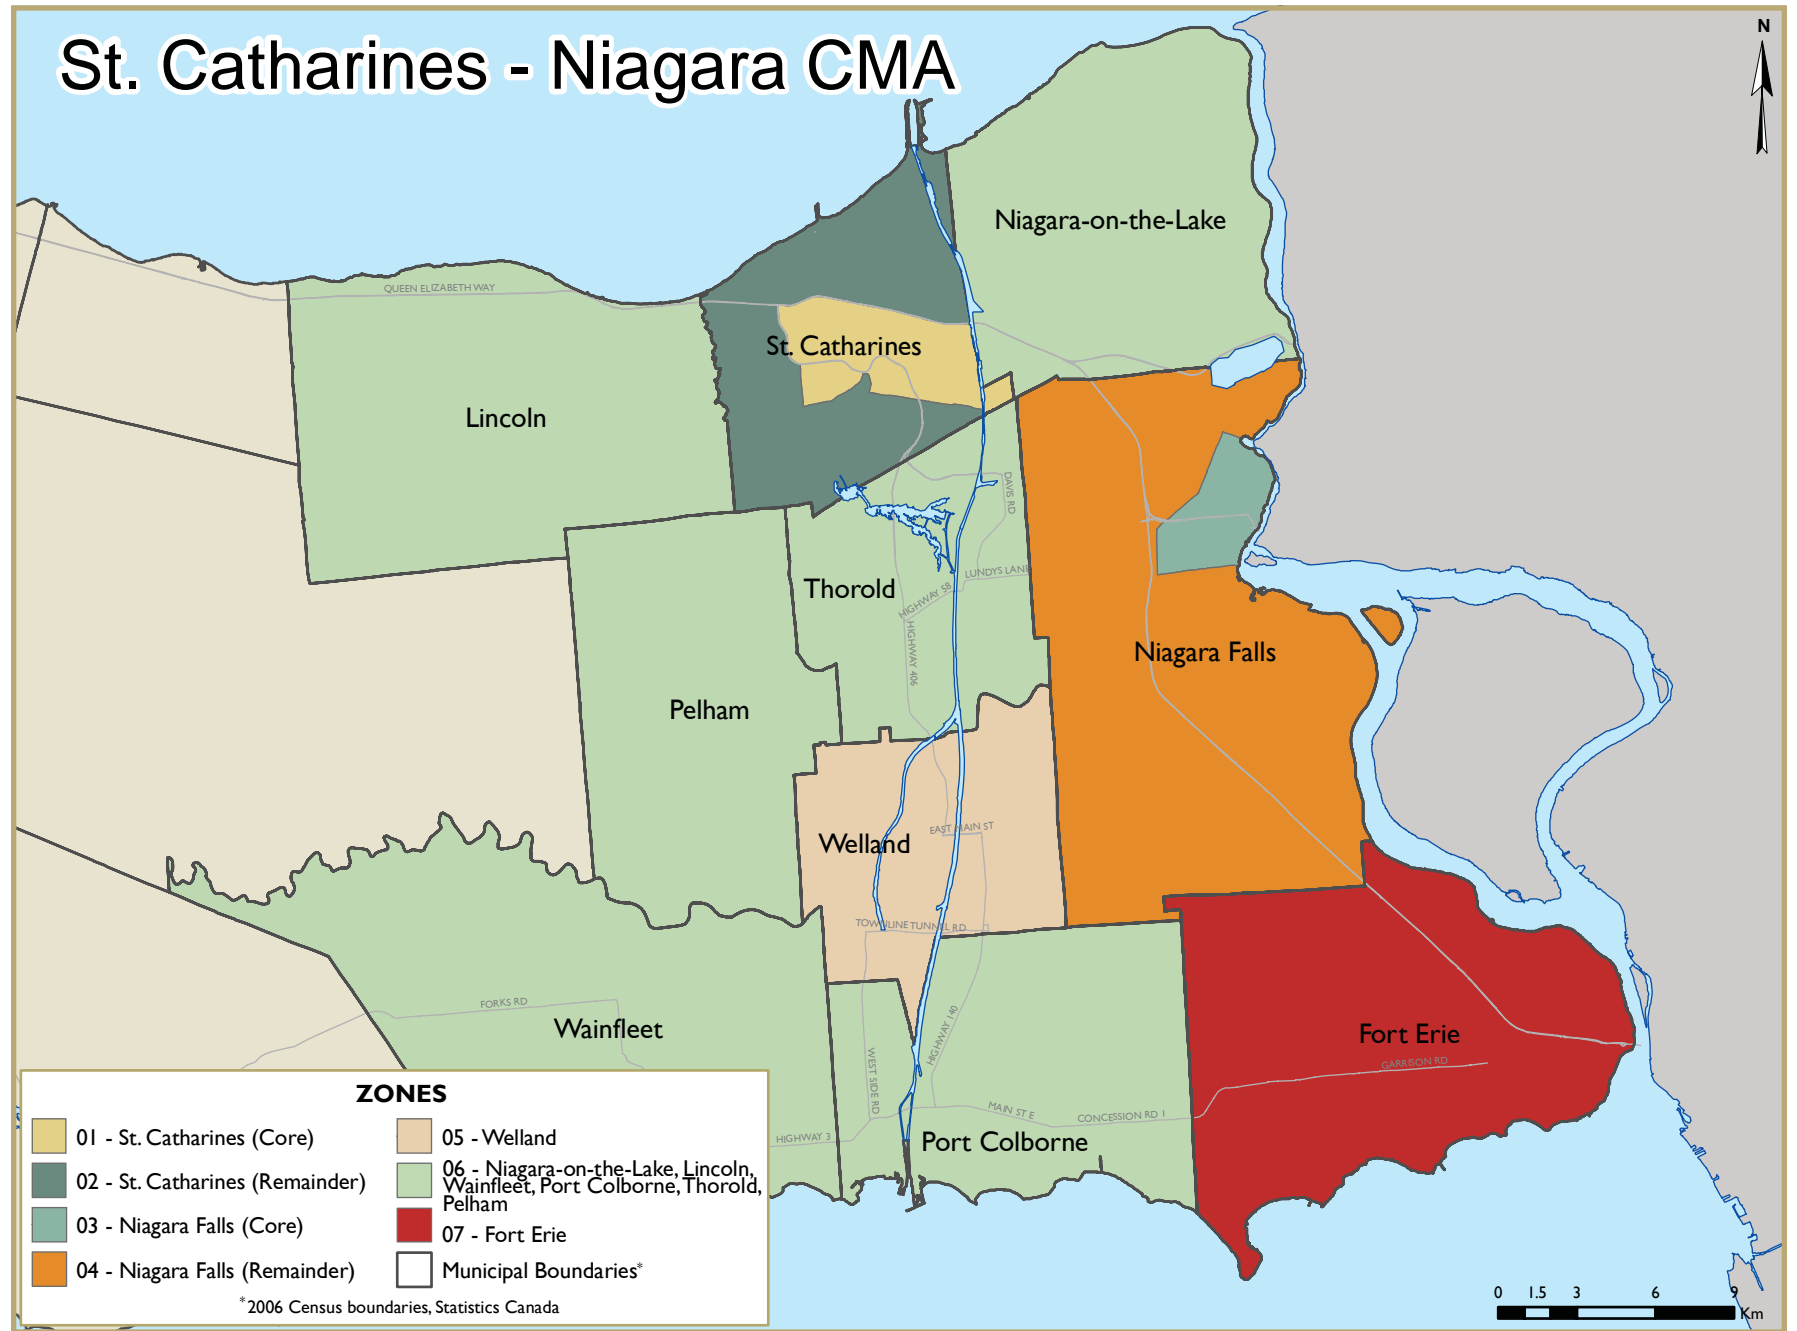 St. Catharines - Niagara CMA
N
Niagara-on-the-Lake
QUEEN ELIZABETH WAY
St. Catharines
Lincoln
DAVIS RD
LUNDYS LANE
Thorold
HIGHWAY 58
HIGHWAY 406
Niagara Falls
Pelham
EAST MAIN ST
Welland
TOWNLINE TUNNEL RD
FORKS RD
Wainfleet
HIGHWAY 140
Fort Erie
GARRISON RD
WEST SIDE RD
MAIN ST E
CONCESSION RD 1
HIGHWAY 3
Port Colborne
ZONES
01 - St. Catharines (Core)
02 - St. Catharines (Remainder)
03 - Niagara Falls (Core)
04 - Niagara Falls (Remainder)
05 - Welland
06 - Niagara-on-the-Lake, Lincoln,
Wainfleet, Port Colborne, Thorold,
Pelham
07 - Fort Erie
Municipal Boundaries*
*2006 Census boundaries, Statistics Canada
0 1.5 3 6 9
Km